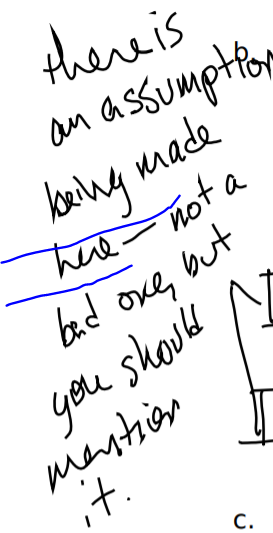 there is
b.
an assumption
being made
here — not a
bad one, but
you should
mention
it.
c.